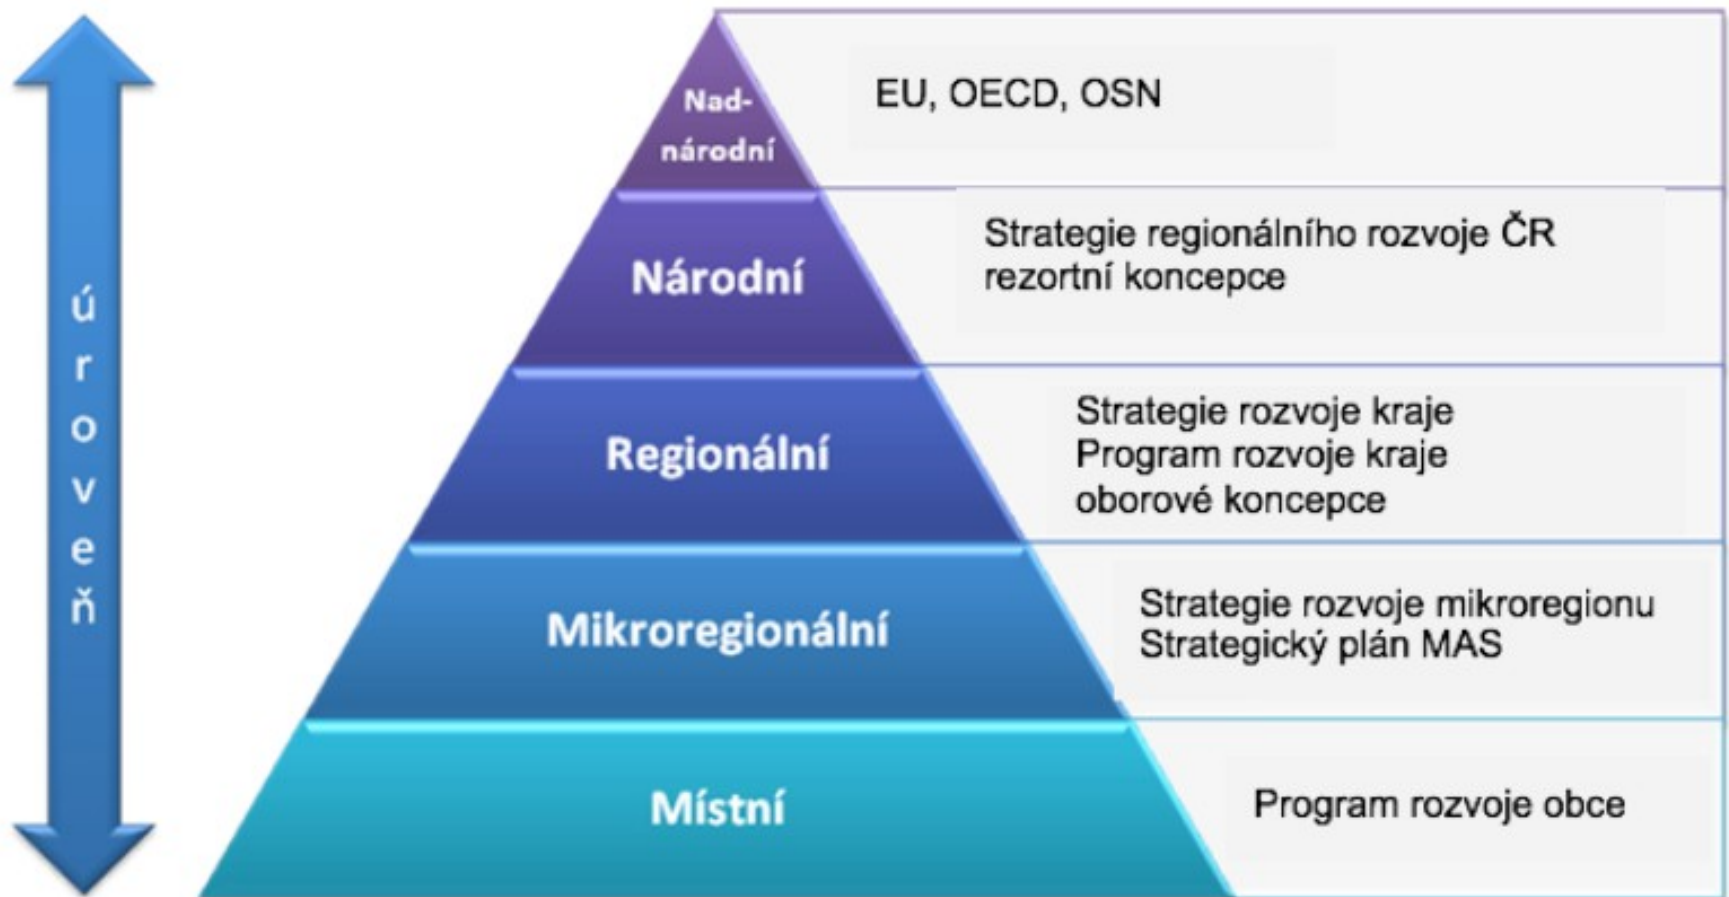 úroveň
Nad-
národní
EU, OECD, OSN
Národní
Strategie regionálního rozvoje ČR
rezortní koncepce
Regionální
Strategie rozvoje kraje
Program rozvoje kraje
oborové koncepce
Mikroregionální
Strategie rozvoje mikroregionu
Strategický plán MAS
Místní
Program rozvoje obce